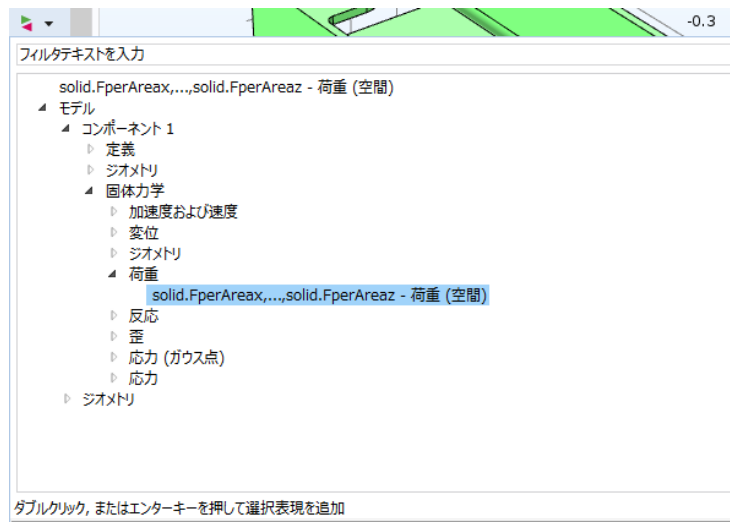 -0.3
フィルタテキストを入力
solid.FperAreax,...,solid.FperAreaz - 荷重 (空間)
モデル
コンポーネント 1
定義
ジオメトリ
固体力学
加速度および速度
変位
ジオメトリ
荷重
solid.FperAreax,...,solid.FperAreaz - 荷重 (空間)
反応
歪
応力 (ガウス点)
応力
ジオメトリ
ダブルクリック, またはエンターキーを押して選択表現を追加